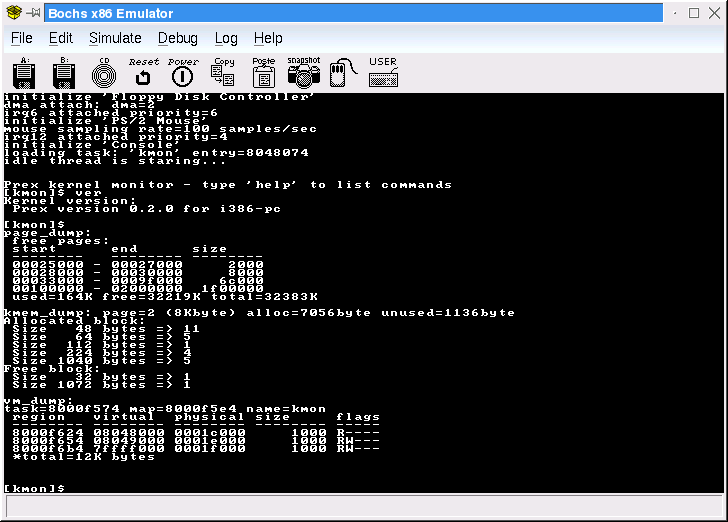 Bochs x86 Emulator
File Edit Simulate Debug Log Help
A: B: CD Reset Power Copy Paste snapshot USER
initialize 'Floppy Disk Controller'
dma attach: dma=2
irq6 attached priority=6
initialize 'PS/2 Mouse'
mouse sampling rate=100 samples/sec
irq12 attached priority=4
initialize 'Console'
loading task: 'kmon' entry=8048074
idle thread is staring...
Prex kernel monitor - type 'help' to list commands
[kmon]$ ver
Kernel version:
Prex version 0.2.0 for i386-pc
[kmon]$
page_dump:
free pages:
start end size
-------- -------- --------
00025000 - 00027000 2000
00028000 - 00030000 8000
00033000 - 0009f000 6c000
00100000 - 02000000 1f00000
used=164K free=32219K total=32383K
kmem_dump: page=2 (8Kbyte) alloc=7056byte unused=1136byte
Allocated block:
Size 48 bytes => 11
Size 64 bytes => 5
Size 112 bytes => 1
Size 224 bytes => 4
Size 1040 bytes => 5
Free block:
Size 32 bytes => 1
Size 1072 bytes => 1
vm_dump:
task=8000f574 map=8000f5e4 name=kmon
region virtual physical size flags
-------- -------- -------- -------- -----
8000f624 08048000 0001c000 1000 R----
8000f654 08049000 0001e000 1000 RW---
8000f6b4 7ffff000 0001f000 1000 RW---
*total=12K bytes
[kmon]$